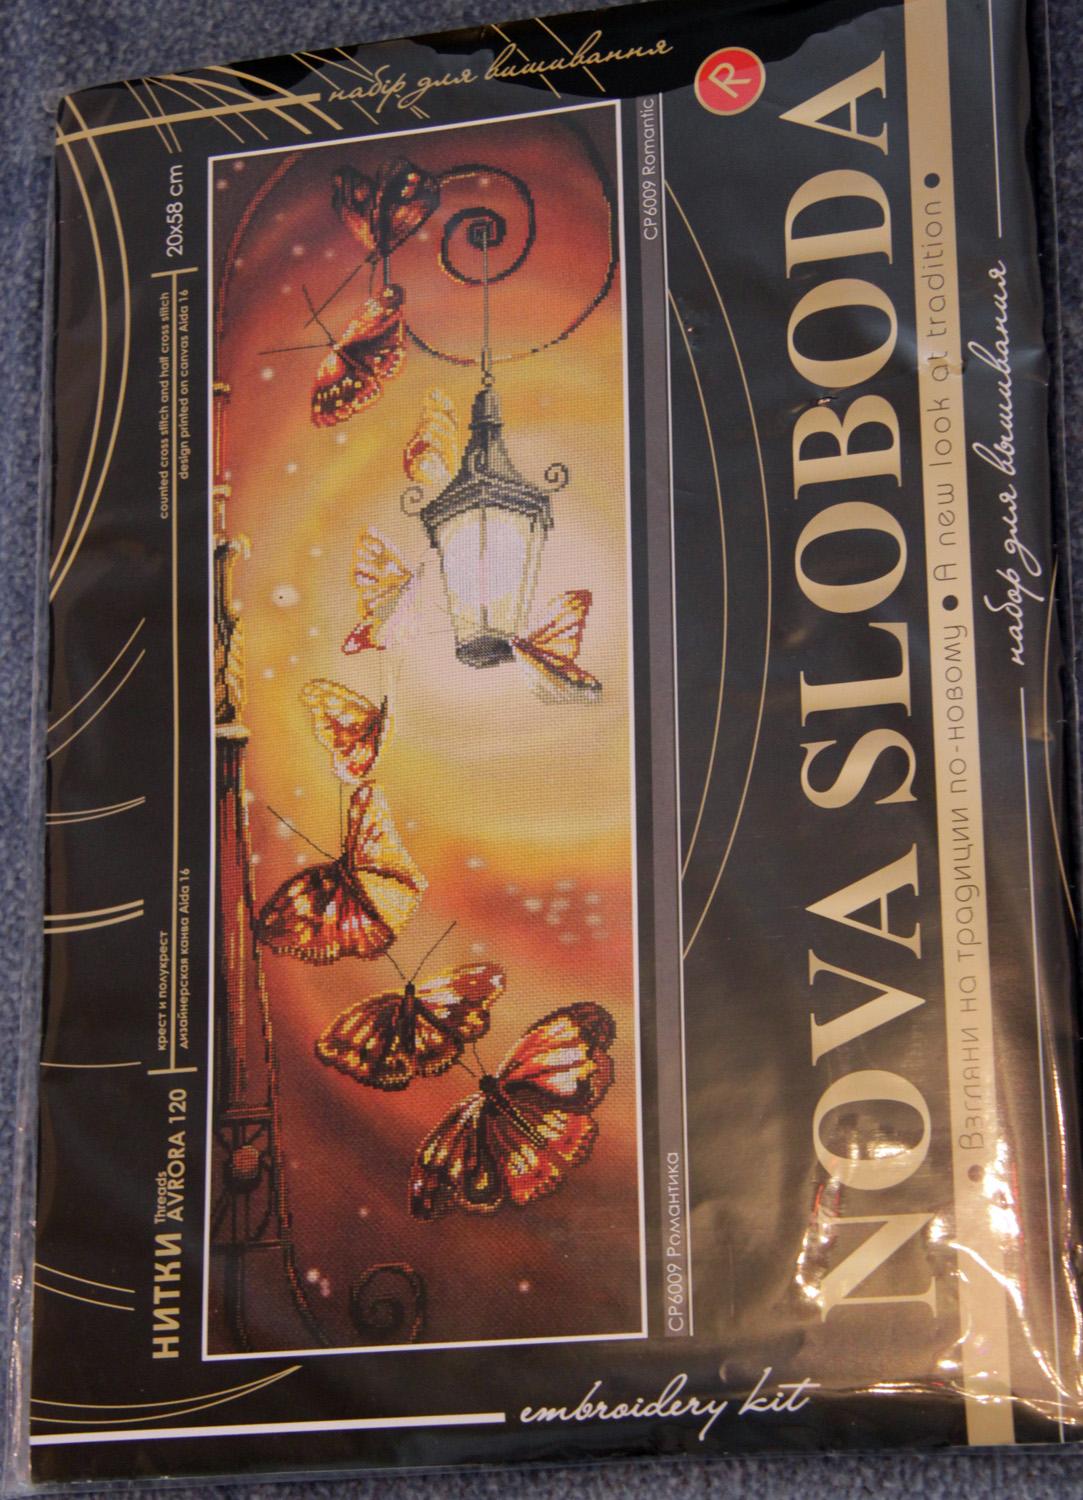 набір для вишивання
R
НИТКИ Threads
AVRORA 120
крест и полукрест
дизайнерская канва Aida 16
counted cross stitch and half cross stitch
design printed on canvas Aida 16
20x58 cm
СР6009 Романтика
CP6009 Romantic
NOVA SLOBODA
• Взгляни на традиции по-новому • A new look at tradition •
набор для вышивания
embroidery kit